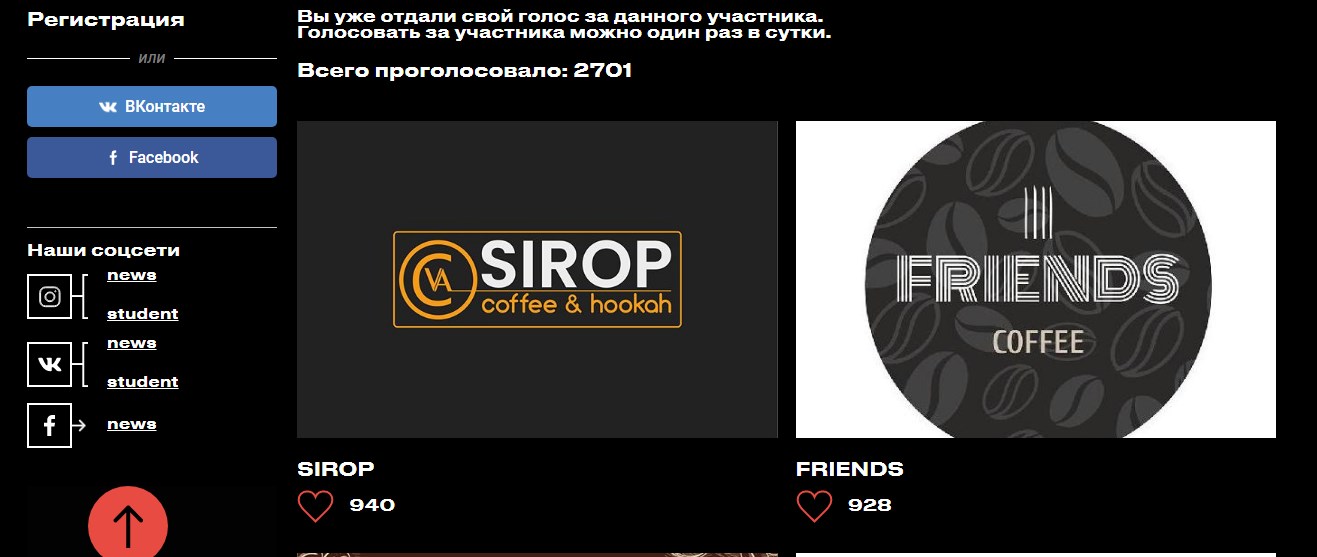 Регистрация
или
ВКонтакте
Facebook
Наши соцсети
news
student
news
student
news
Вы уже отдали свой голос за данного участника.
Голосовать за участника можно один раз в сутки.
Всего проголосовало: 2701
CVA SIROP
coffee & hookah
FRIENDS
COFFEE
SIROP
940
FRIENDS
928